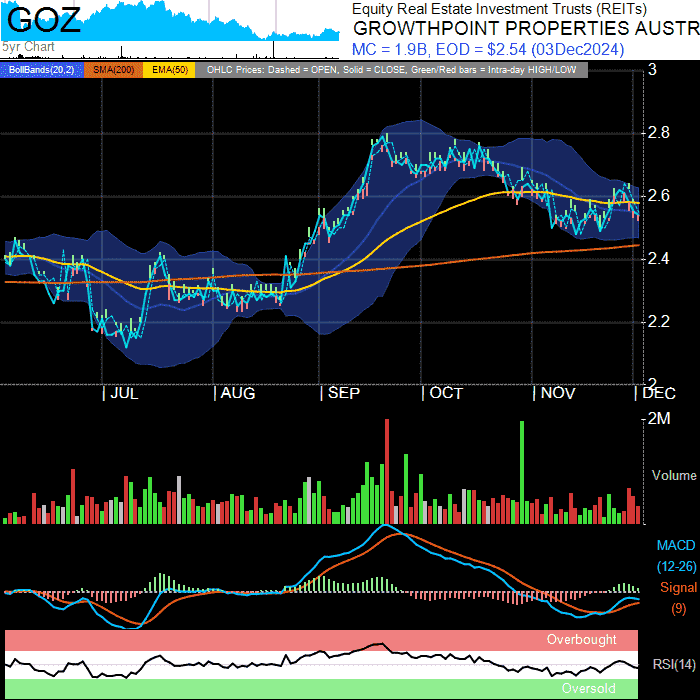 GOZ
Equity Real Estate Investment Trusts (REITs)
GROWTHPOINT PROPERTIES AUSTR
5yr Chart
MC = 1.9B, EOD = $2.54 (03Dec2024)
BollBands(20,2) SMA(200) EMA(50) OHLC Prices: Dashed = OPEN, Solid = CLOSE, Green/Red bars = Intra-day HIGH/LOW
3
2.8
2.6
2.4
2.2
2
JUL AUG SEP OCT NOV DEC
2M
Volume
MACD
(12-26)
Signal
(9)
Overbought
RSI(14)
Oversold